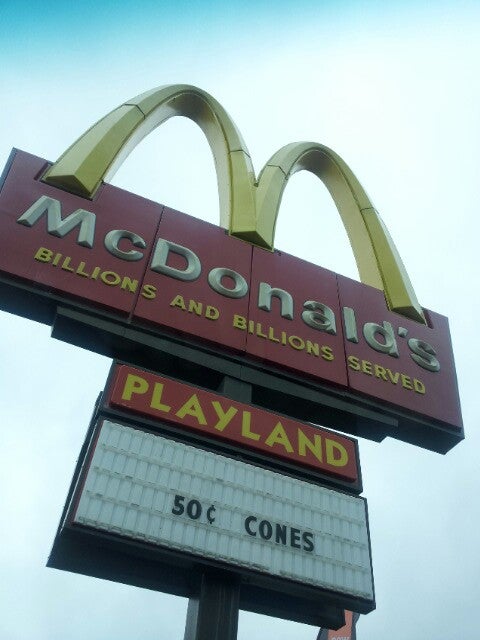 McDonald's
BILLIONS AND BILLIONS SERVED
PLAYLAND
50¢ CONES